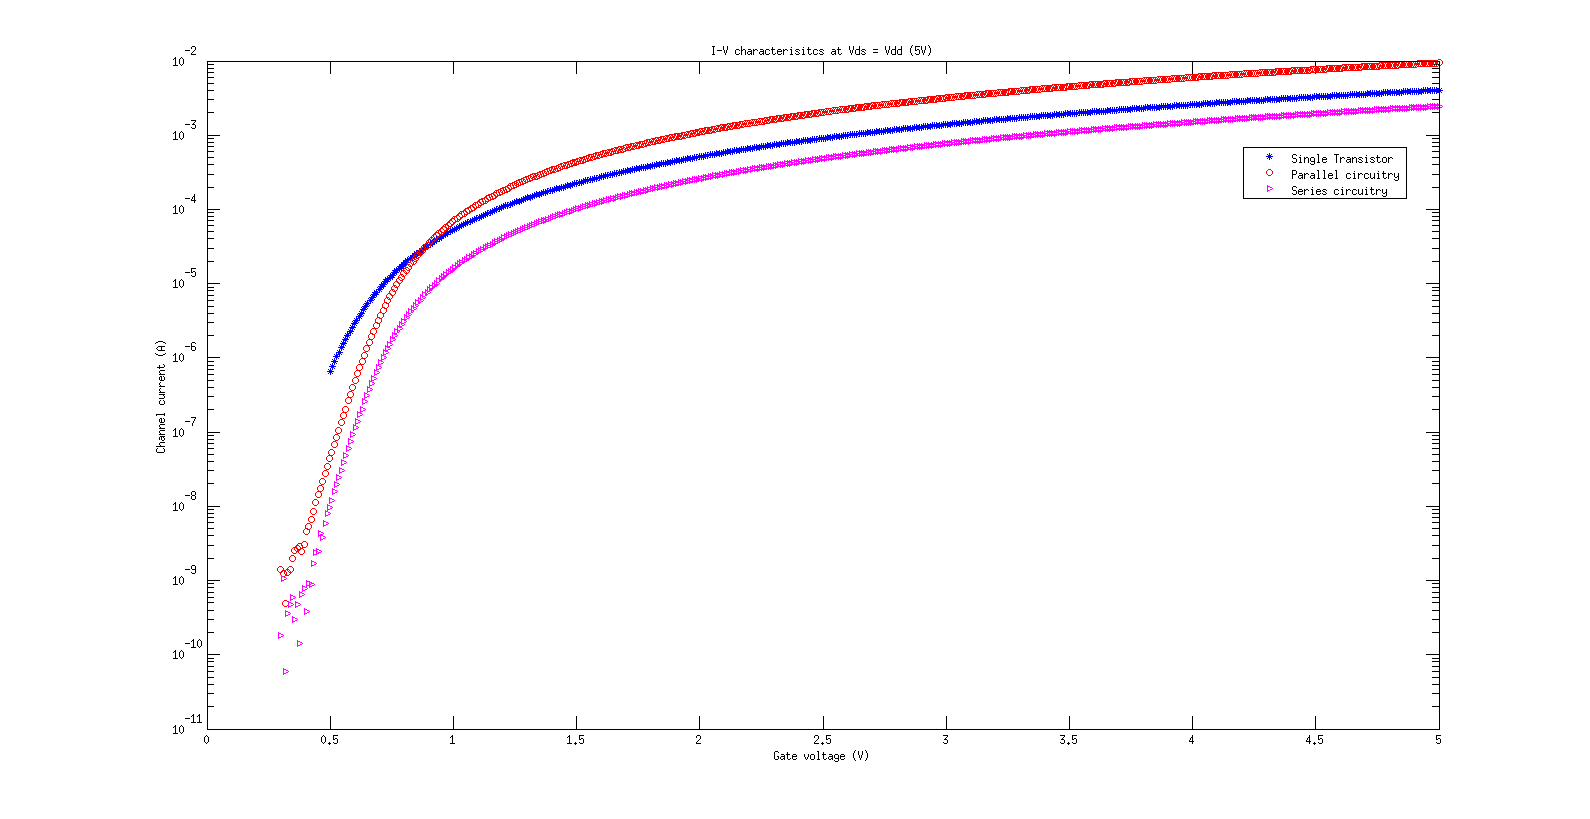 I-V characterisitcs at Vds = Vdd (5V)
10^-2
10^-3
10^-4
10^-5
10^-6
10^-7
10^-8
10^-9
10^-10
10^-11
Channel current (A)
Single Transistor
Parallel circuitry
Series circuitry
0 0.5 1 1.5 2 2.5 3 3.5 4 4.5 5
Gate voltage (V)